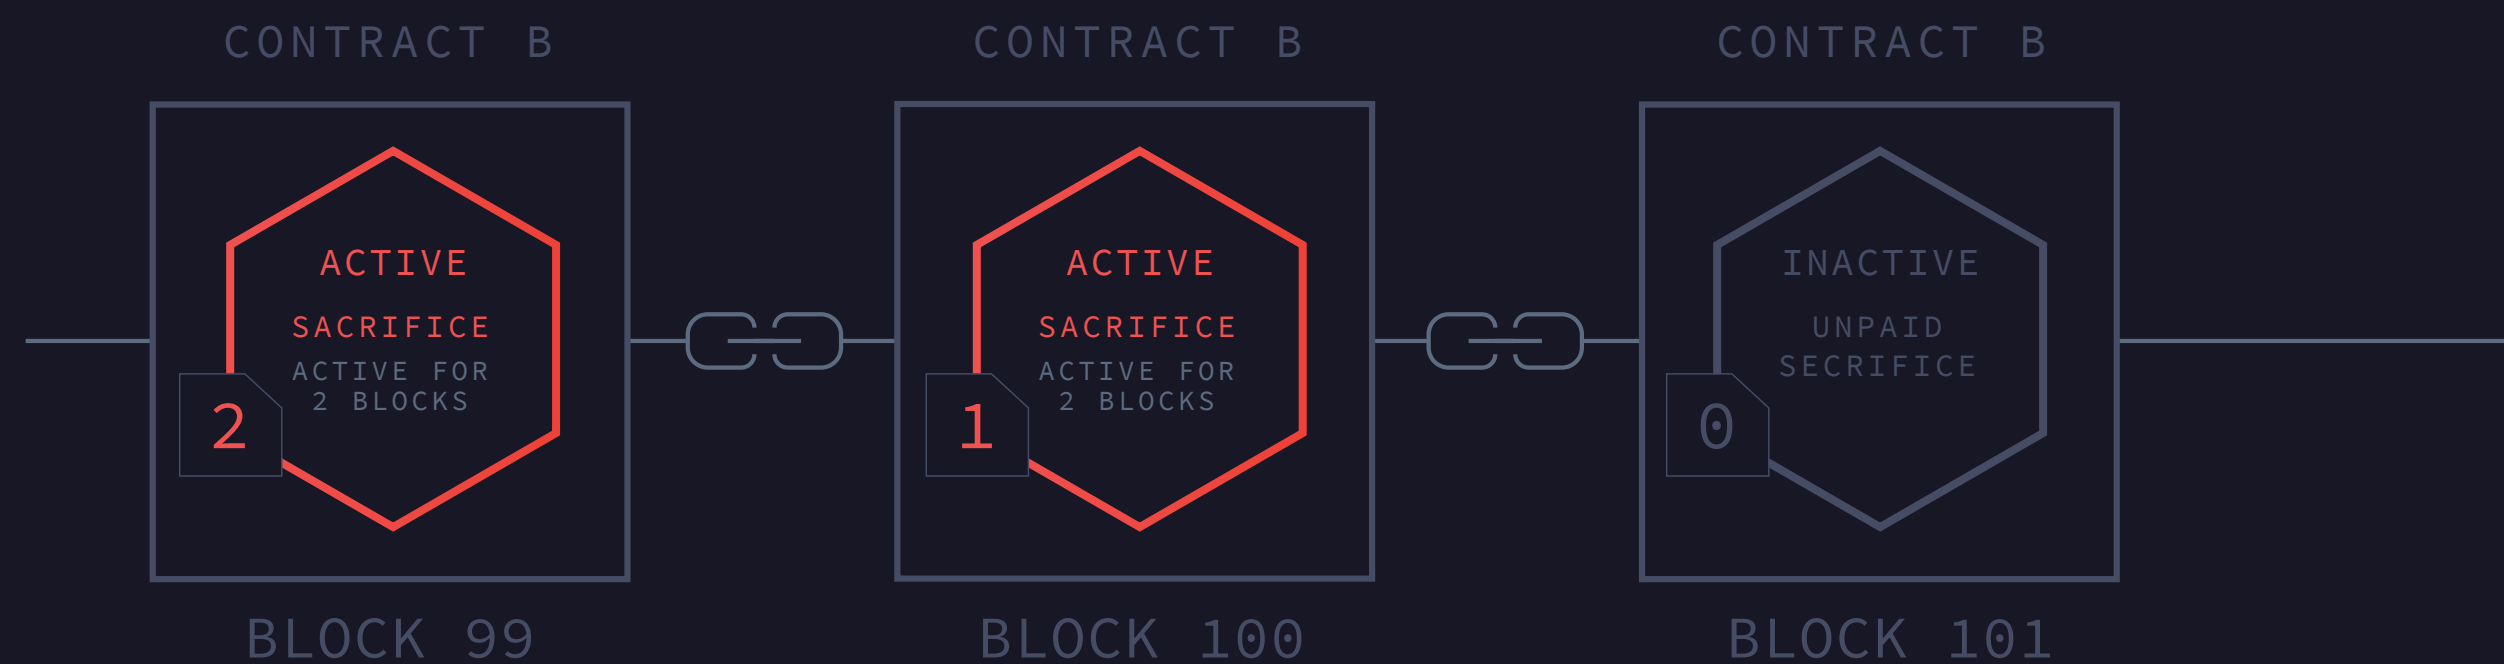 CONTRACT B
CONTRACT B
CONTRACT B
ACTIVE
SACRIFICE
ACTIVE FOR
2 BLOCKS
2
ACTIVE
SACRIFICE
ACTIVE FOR
2 BLOCKS
1
INACTIVE
UNPAID
SECRIFICE
0
BLOCK 99
BLOCK 100
BLOCK 101